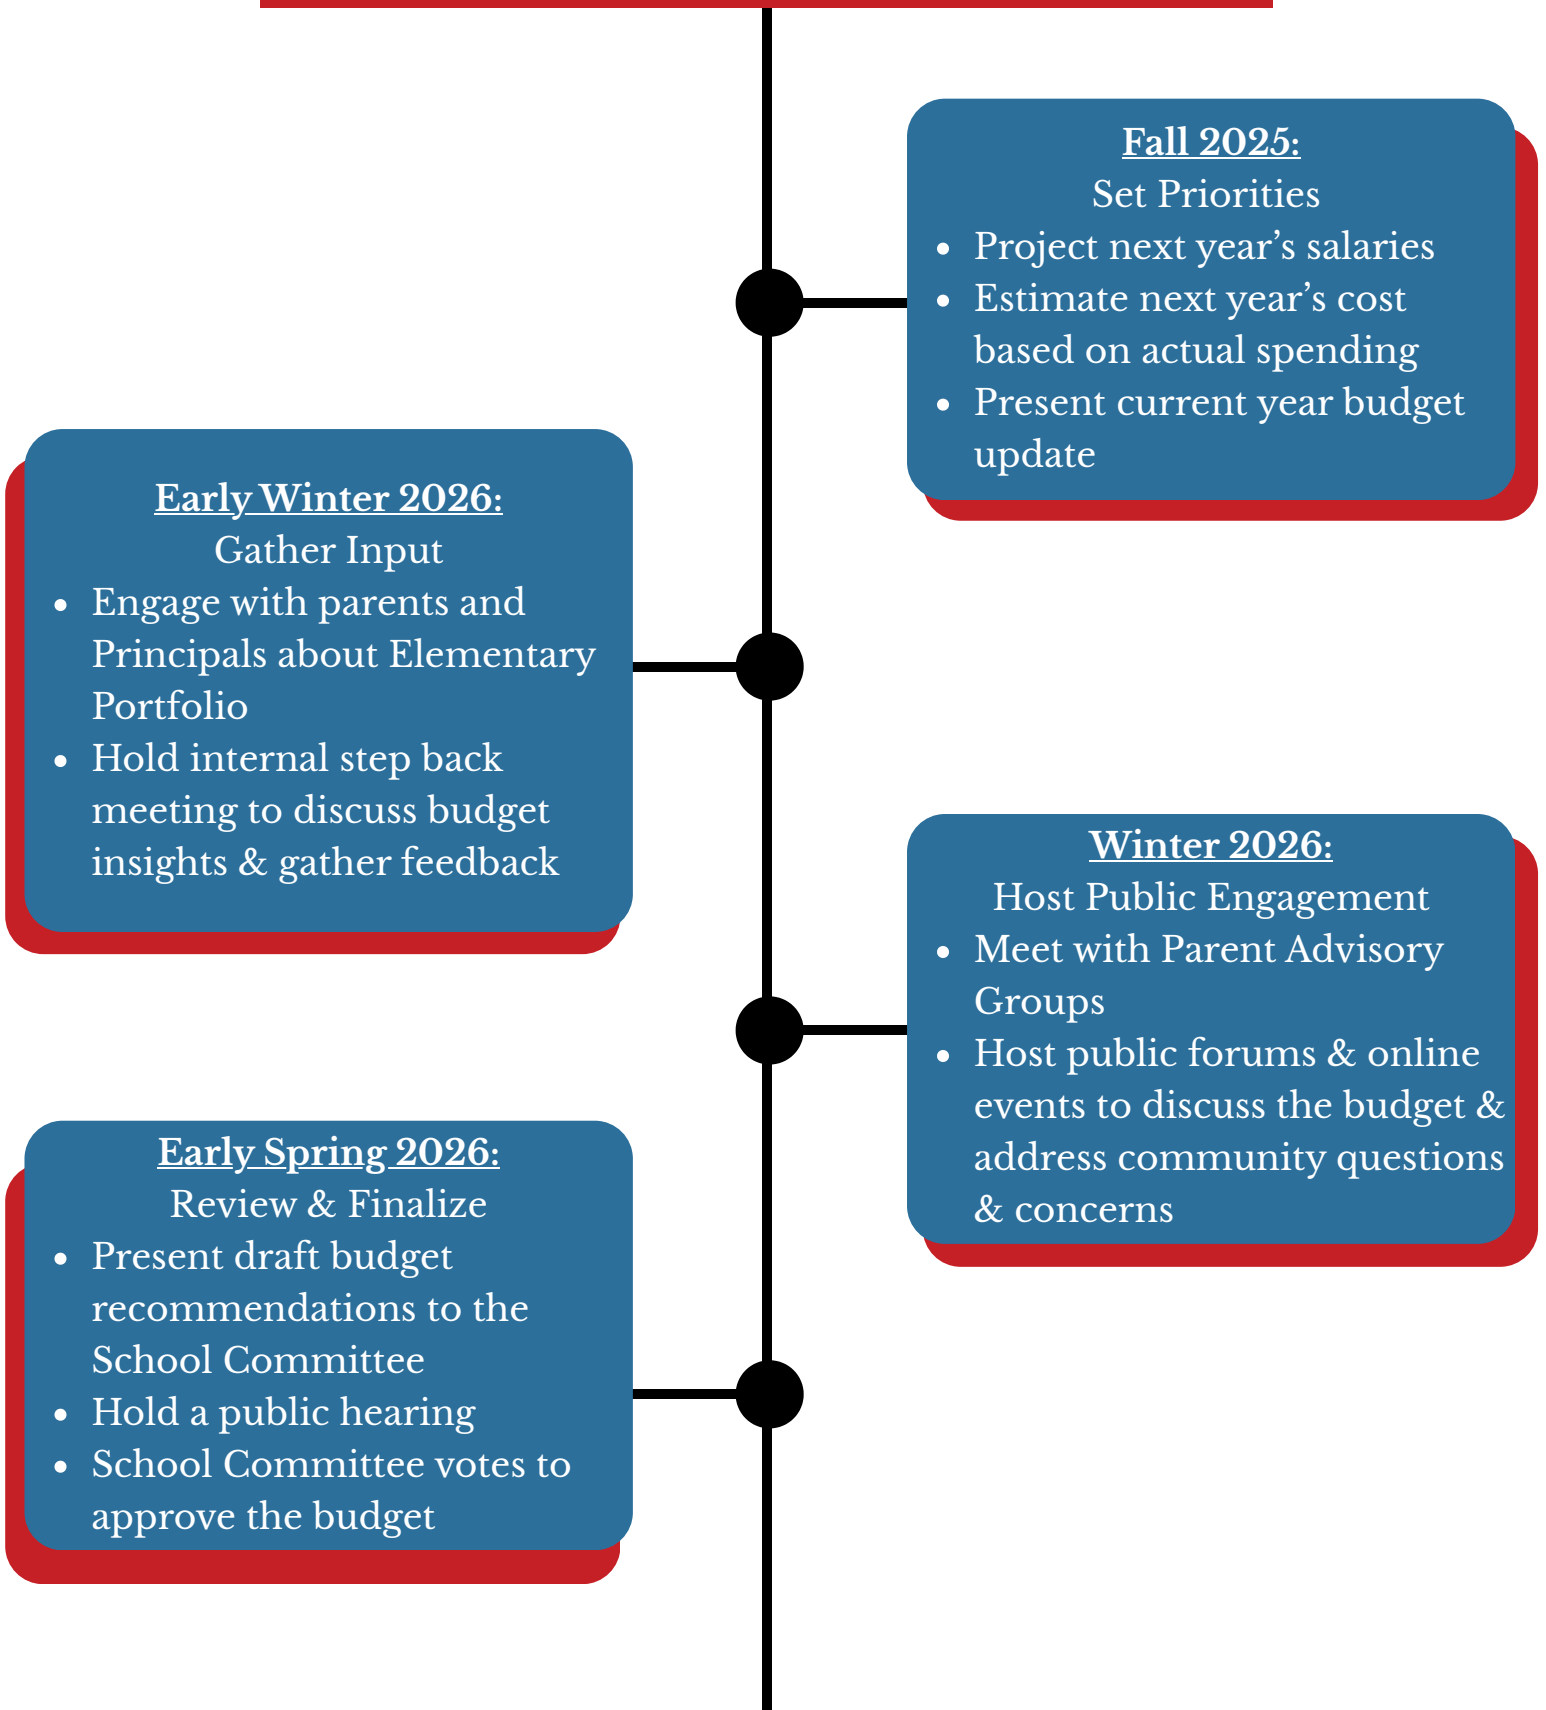 Fall 2025:
Set Priorities
• Project next year’s salaries
• Estimate next year’s cost
based on actual spending
• Present current year budget
update
Early Winter 2026:
Gather Input
• Engage with parents and
Principals about Elementary
Portfolio
• Hold internal step back
meeting to discuss budget
insights & gather feedback
Winter 2026:
Host Public Engagement
• Meet with Parent Advisory
Groups
• Host public forums & online
events to discuss the budget &
address community questions
& concerns
Early Spring 2026:
Review & Finalize
• Present draft budget
recommendations to the
School Committee
• Hold a public hearing
• School Committee votes to
approve the budget